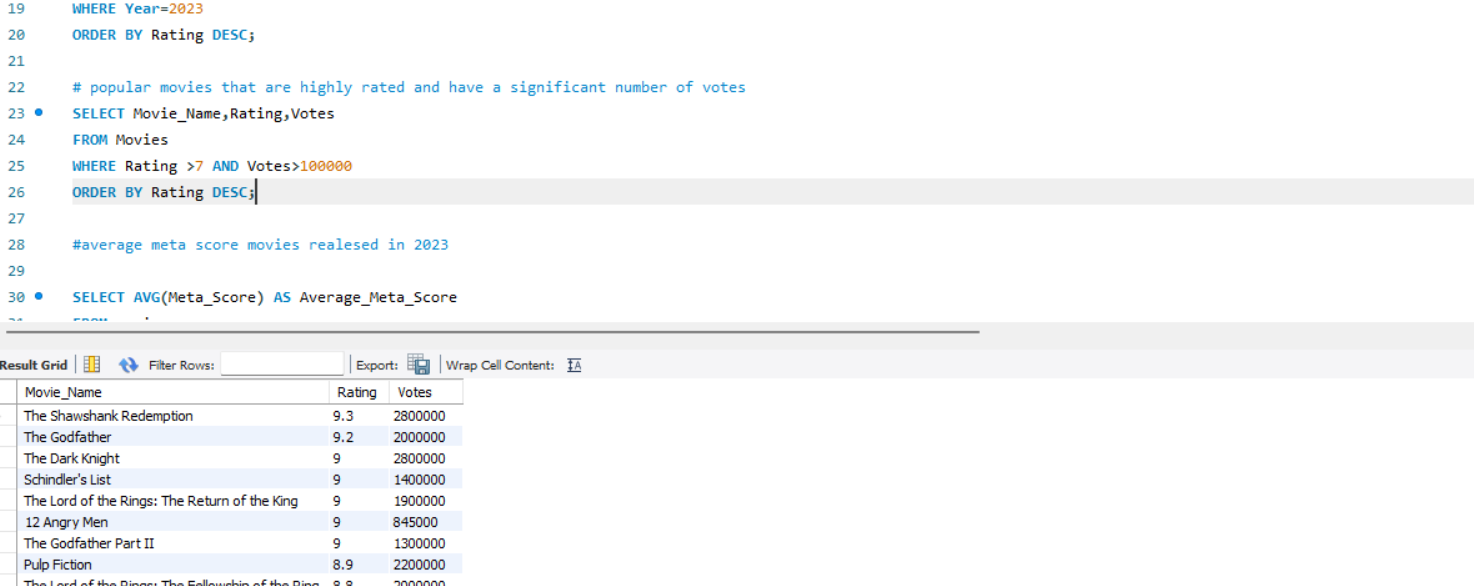 19 WHERE Year=2023
20 ORDER BY Rating DESC;
21
22 # popular movies that are highly rated and have a significant number of votes
23 SELECT Movie_Name,Rating,Votes
24 FROM Movies
25 WHERE Rating >7 AND Votes>100000
26 ORDER BY Rating DESC;
27
28 #average meta score movies realesed in 2023
29
30 SELECT AVG(Meta_Score) AS Average_Meta_Score
Result Grid Filter Rows: Export: Wrap Cell Content:
Movie_Name Rating Votes
The Shawshank Redemption 9.3 2800000
The Godfather 9.2 2000000
The Dark Knight 9 2800000
Schindler's List 9 1400000
The Lord of the Rings: The Return of the King 9 1900000
12 Angry Men 9 845000
The Godfather Part II 9 1300000
Pulp Fiction 8.9 2200000
The Lord of the Rings: The Fellowship of the Ring 8.8 2000000